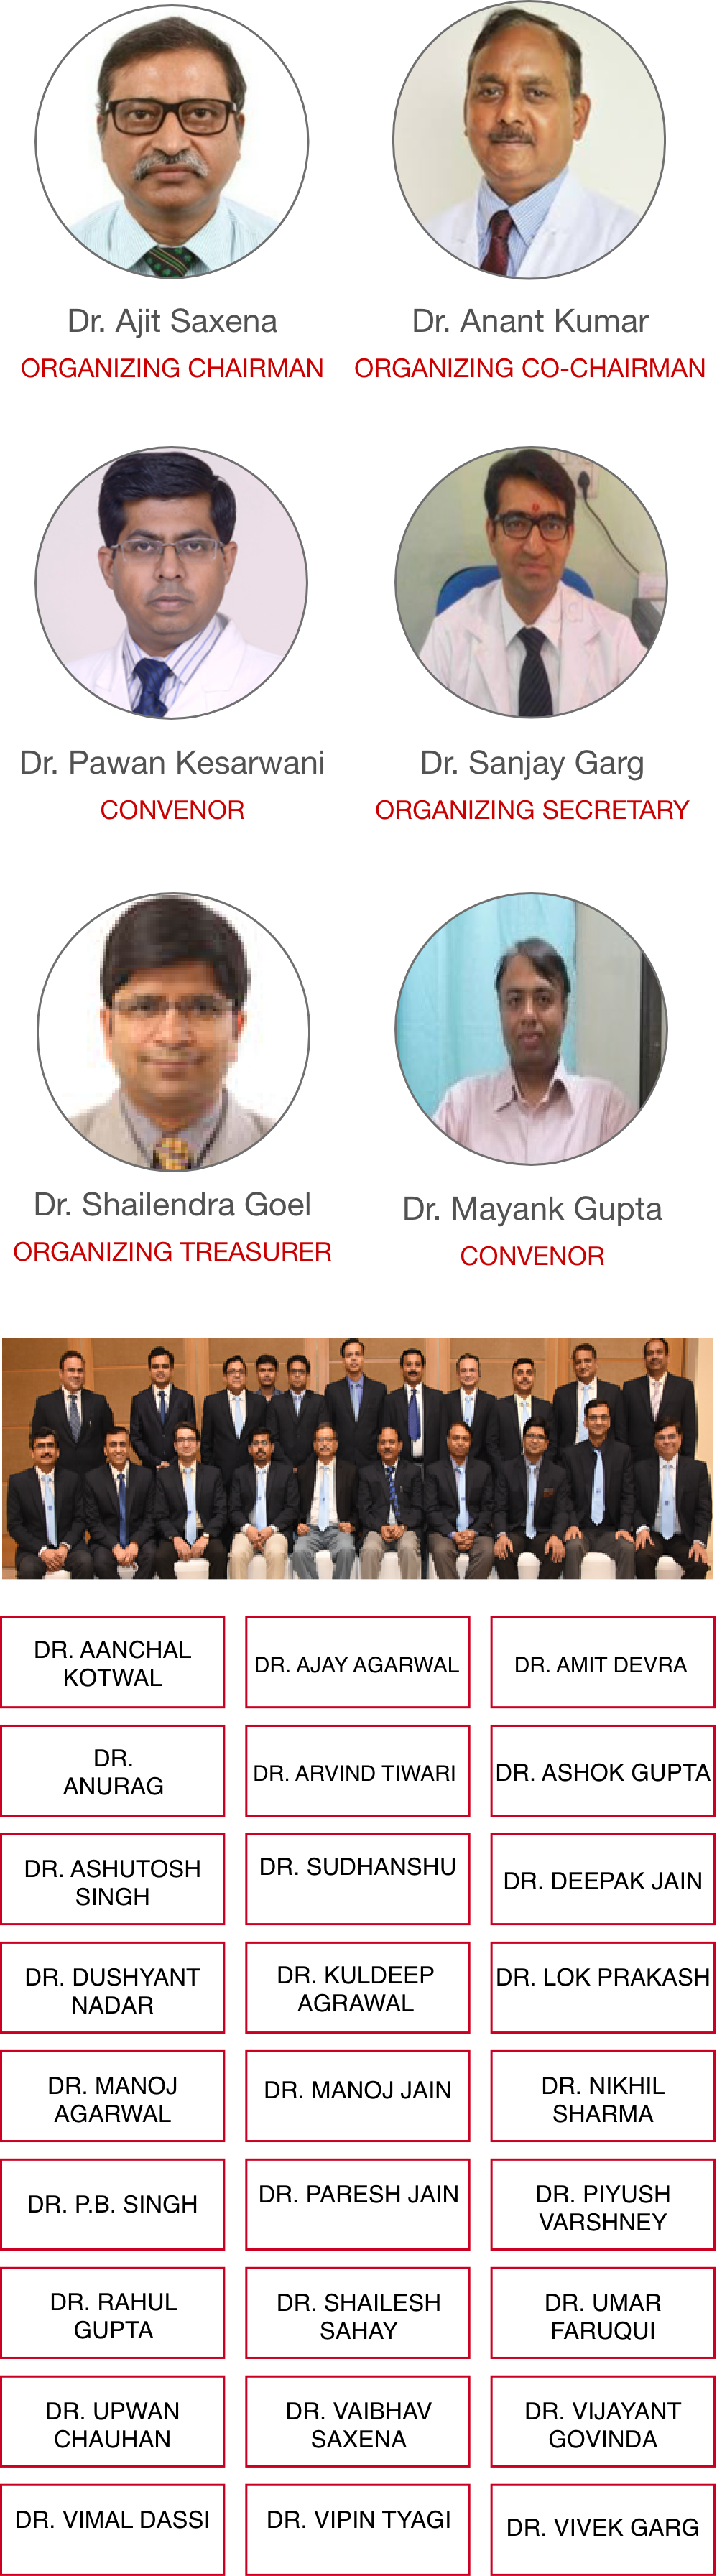 Dr. Ajit Saxena
ORGANIZING CHAIRMAN
Dr. Anant Kumar
ORGANIZING CO-CHAIRMAN
Dr. Pawan Kesarwani
CONVENOR
Dr. Sanjay Garg
ORGANIZING SECRETARY
Dr. Shailendra Goel
ORGANIZING TREASURER
Dr. Mayank Gupta
CONVENOR
DR. AANCHAL
KOTWAL
DR. AJAY AGARWAL
DR. AMIT DEVRA
DR.
ANURAG
DR. ARVIND TIWARI
DR. ASHOK GUPTA
DR. ASHUTOSH
SINGH
DR. SUDHANSHU
DR. DEEPAK JAIN
DR. DUSHYANT
NADAR
DR. KULDEEP
AGRAWAL
DR. LOK PRAKASH
DR. MANOJ
AGARWAL
DR. MANOJ JAIN
DR. NIKHIL
SHARMA
DR. P.B. SINGH
DR. PARESH JAIN
DR. PIYUSH
VARSHNEY
DR. RAHUL
GUPTA
DR. SHAILESH
SAHAY
DR. UMAR
FARUQUI
DR. UPWAN
CHAUHAN
DR. VAIBHAV
SAXENA
DR. VIJAYANT
GOVINDA
DR. VIMAL DASSI
DR. VIPIN TYAGI
DR. VIVEK GARG